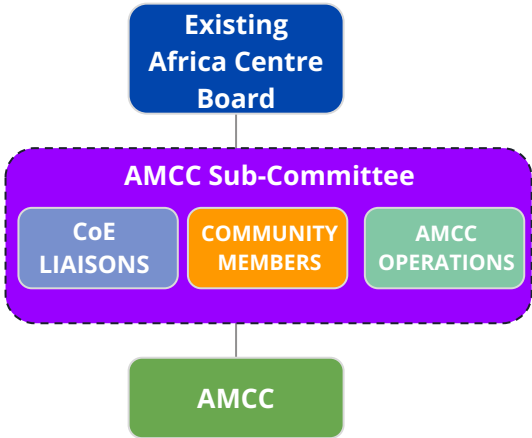 Existing
Africa Centre
Board
AMCC Sub-Committee
CoE
LIAISONS
COMMUNITY
MEMBERS
AMCC
OPERATIONS
AMCC